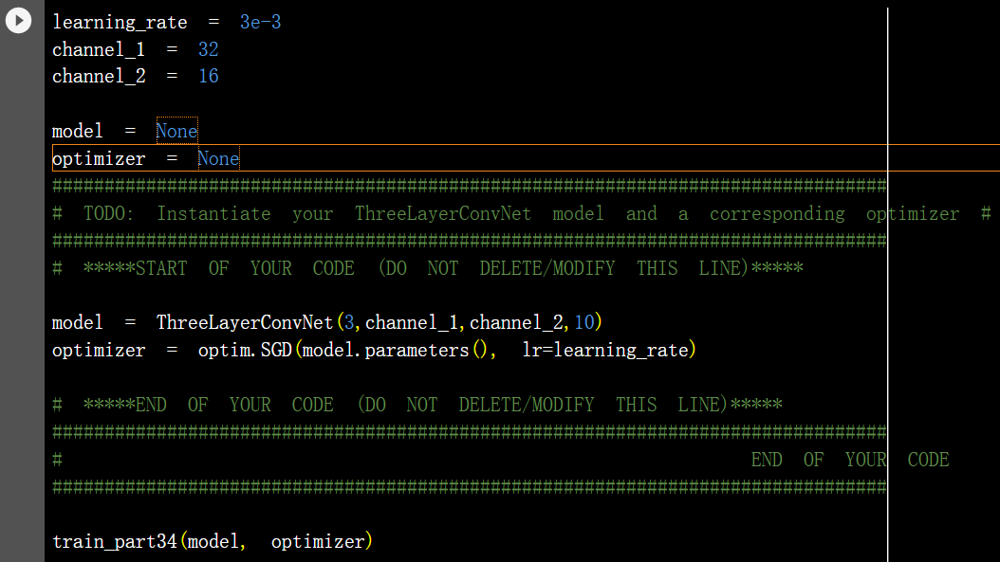 learning_rate = 3e-3
channel_1 = 32
channel_2 = 16
model = None
optimizer = None
################################################################################
# TODO: Instantiate your ThreeLayerConvNet model and a corresponding optimizer #
################################################################################
# *****START OF YOUR CODE (DO NOT DELETE/MODIFY THIS LINE)*****
model = ThreeLayerConvNet(3,channel_1,channel_2,10)
optimizer = optim.SGD(model.parameters(), lr=learning_rate)
# *****END OF YOUR CODE (DO NOT DELETE/MODIFY THIS LINE)*****
################################################################################
# END OF YOUR CODE
################################################################################
train_part34(model, optimizer)